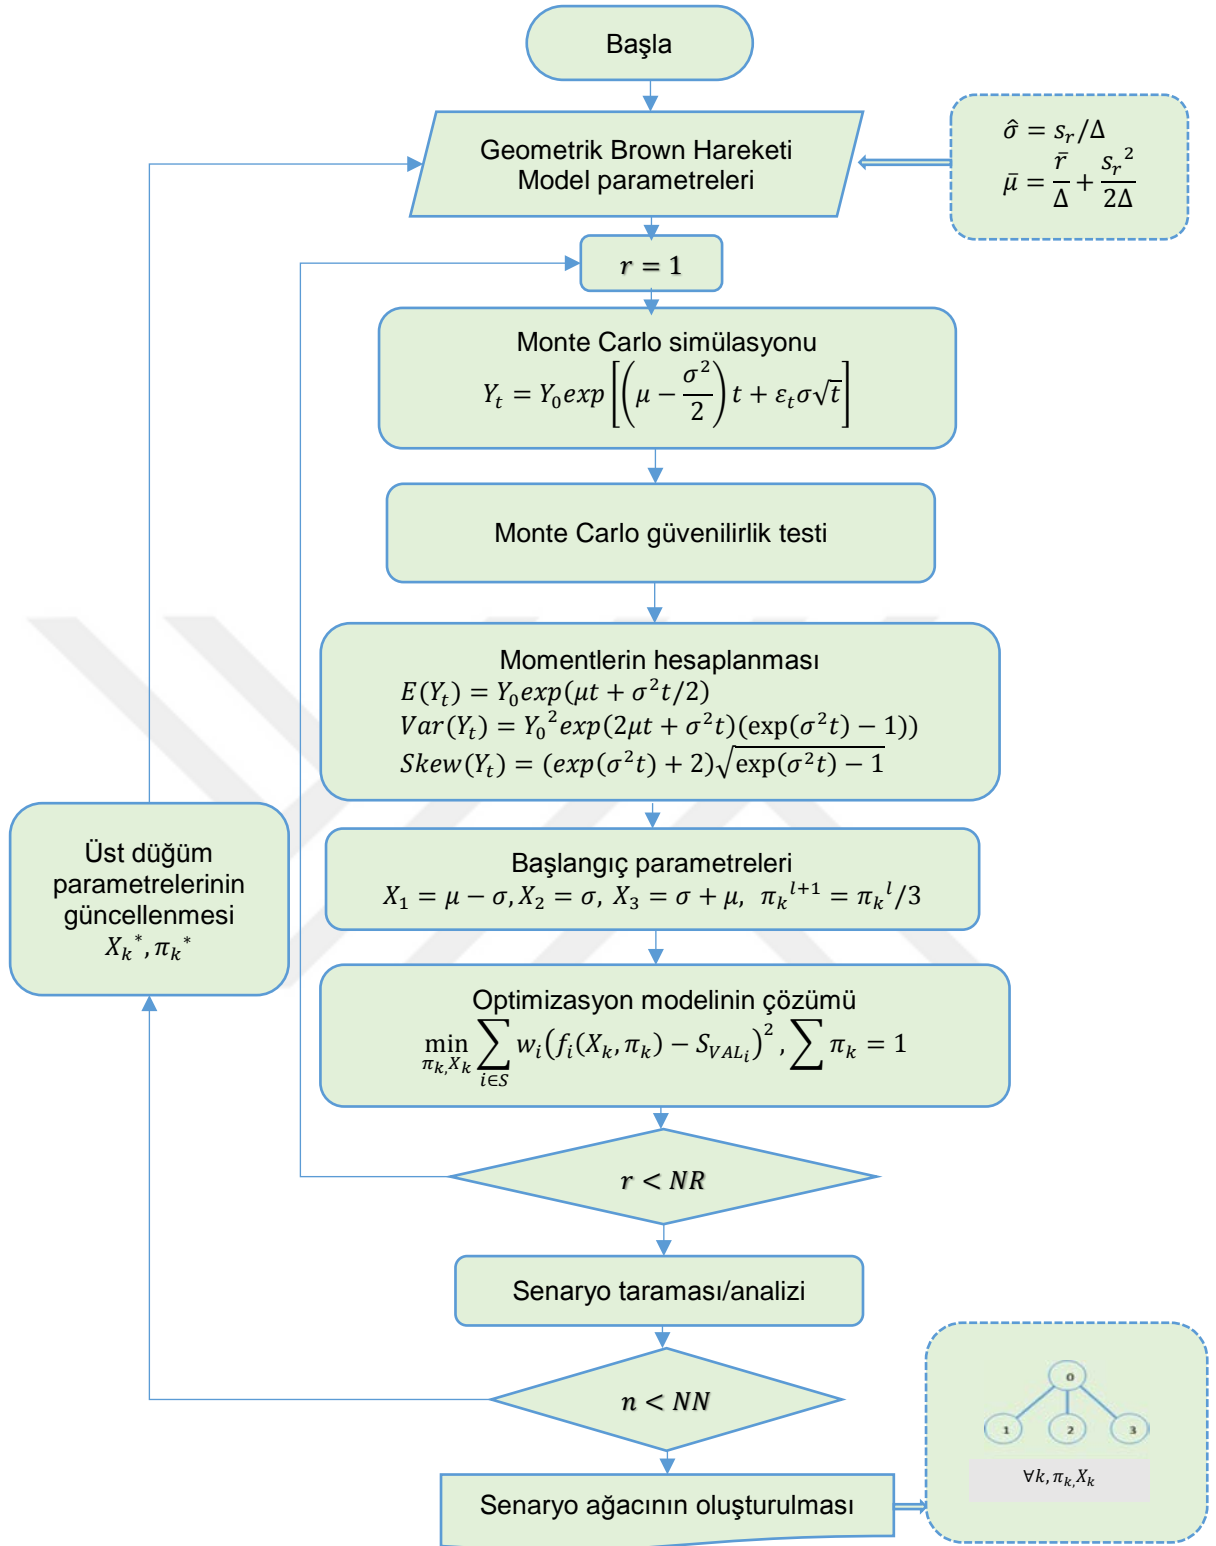 Başla
Geometrik Brown Hareketi
Model parametreleri
σ̂ = s_r/Δ
μ̄ = r̄/Δ + s_r²/2Δ
r = 1
Monte Carlo simülasyonu
Y_t = Y_0 exp[(μ − σ²/2) t + ε_t σ√t]
Monte Carlo güvenilirlik testi
Momentlerin hesaplanması
E(Y_t) = Y_0 exp(μt + σ²t/2)
Var(Y_t) = Y_0² exp(2μt + σ²t)(exp(σ²t) − 1))
Skew(Y_t) = (exp(σ²t) + 2)√(exp(σ²t) − 1)
Üst düğüm
parametrelerinin
güncellenmesi
X_k*, π_k*
Başlangıç parametreleri
X_1 = μ − σ, X_2 = σ, X_3 = σ + μ, π_k^{l+1} = π_k^l/3
Optimizasyon modelinin çözümü
min_{π_k,X_k} ∑_{i∈S} w_i(f_i(X_k, π_k) − S_{VAL_i})², ∑ π_k = 1
r < NR
Senaryo taraması/analizi
n < NN
0
1 2 3
∀k, π_k, X_k
Senaryo ağacının oluşturulması